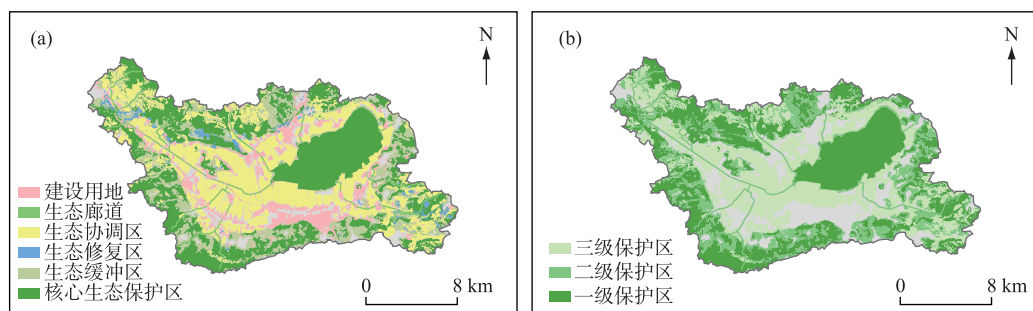 (a)
N
建设用地
生态廊道
生态协调区
生态修复区
生态缓冲区
核心生态保护区
0 8 km
(b)
N
三级保护区
二级保护区
一级保护区
0 8 km